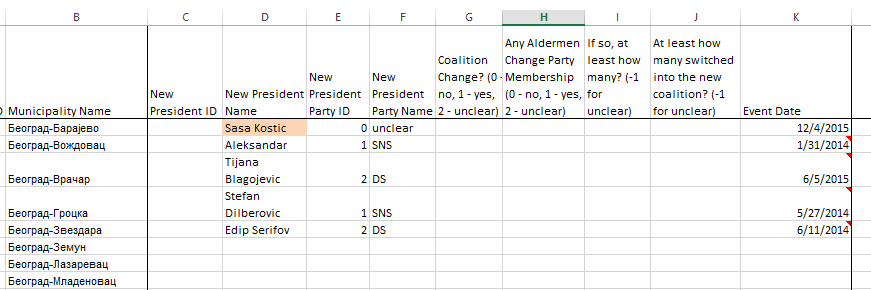 B C D E F G H I J K
D Municipality Name
New
President ID
New President
Name
New
President
Party ID
New
President
Party Name
Coalition
Change? (0 -
no, 1 - yes,
2 - unclear)
Any Aldermen
Change Party
Membership
(0 - no, 1 - yes,
2 - unclear)
If so, at
least how
many? (-1
for
unclear)
At least how
many switched
into the new
coalition? (-1
for unclear)
Event Date
Београд-Барајево Sasa Kostic 0 unclear 12/4/2015
Београд-Вождовац Aleksandar 1 SNS 1/31/2014
Tijana
Београд-Врачар Blagojevic 2 DS 6/5/2015
Stefan
Београд-Гроцка Dilberovic 1 SNS 5/27/2014
Београд-Звездара Edip Serifov 2 DS 6/11/2014
Београд-Земун
Београд-Лазаревац
Београд-Младеновац